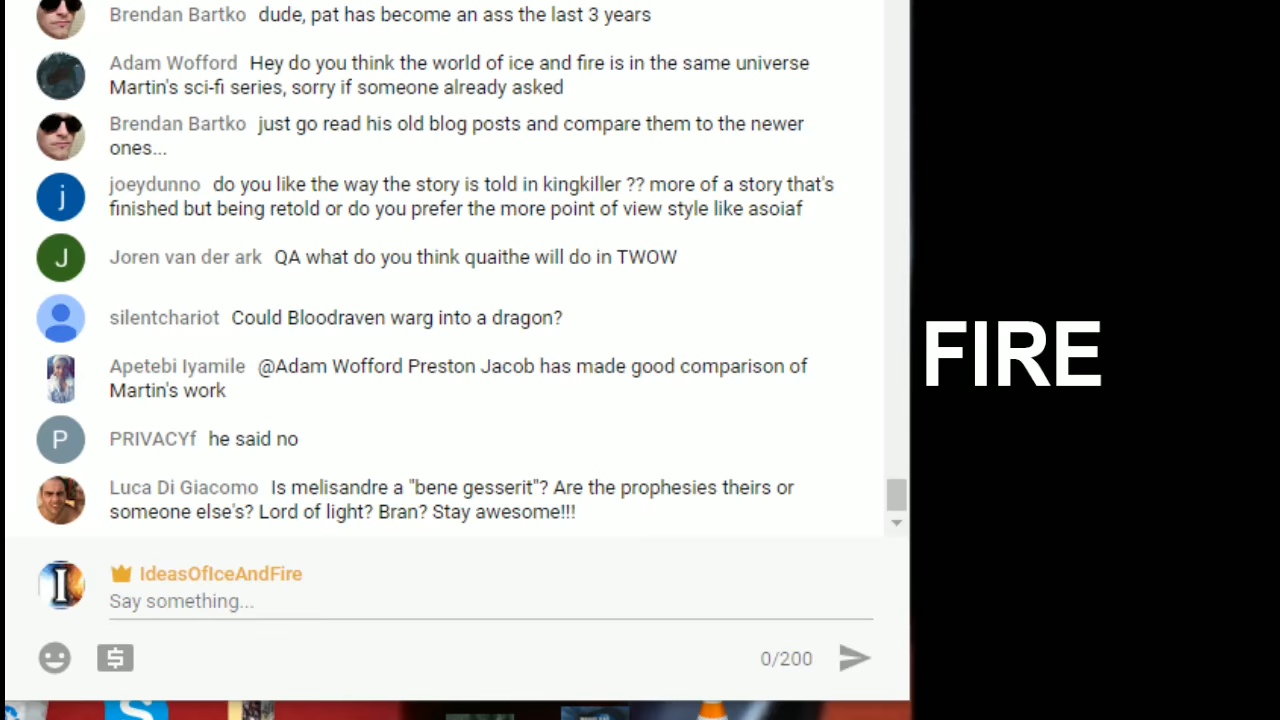 Brendan Bartko dude, pat has become an ass the last 3 years
Adam Wofford Hey do you think the world of ice and fire is in the same universe
Martin's sci-fi series, sorry if someone already asked
Brendan Bartko just go read his old blog posts and compare them to the newer
ones...
j joeydunno do you like the way the story is told in kingkiller ?? more of a story that's
finished but being retold or do you prefer the more point of view style like asoiaf
J Joren van der ark QA what do you think quaithe will do in TWOW
silentchariot Could Bloodraven warg into a dragon?
FIRE
Apetebi Iyamile @Adam Wofford Preston Jacob has made good comparison of
Martin's work
P PRIVACYf he said no
Luca Di Giacomo Is melisandre a "bene gesserit"? Are the prophesies theirs or
someone else's? Lord of light? Bran? Stay awesome!!!
I IdeasOfIceAndFire
Say something...
$ 0/200
S